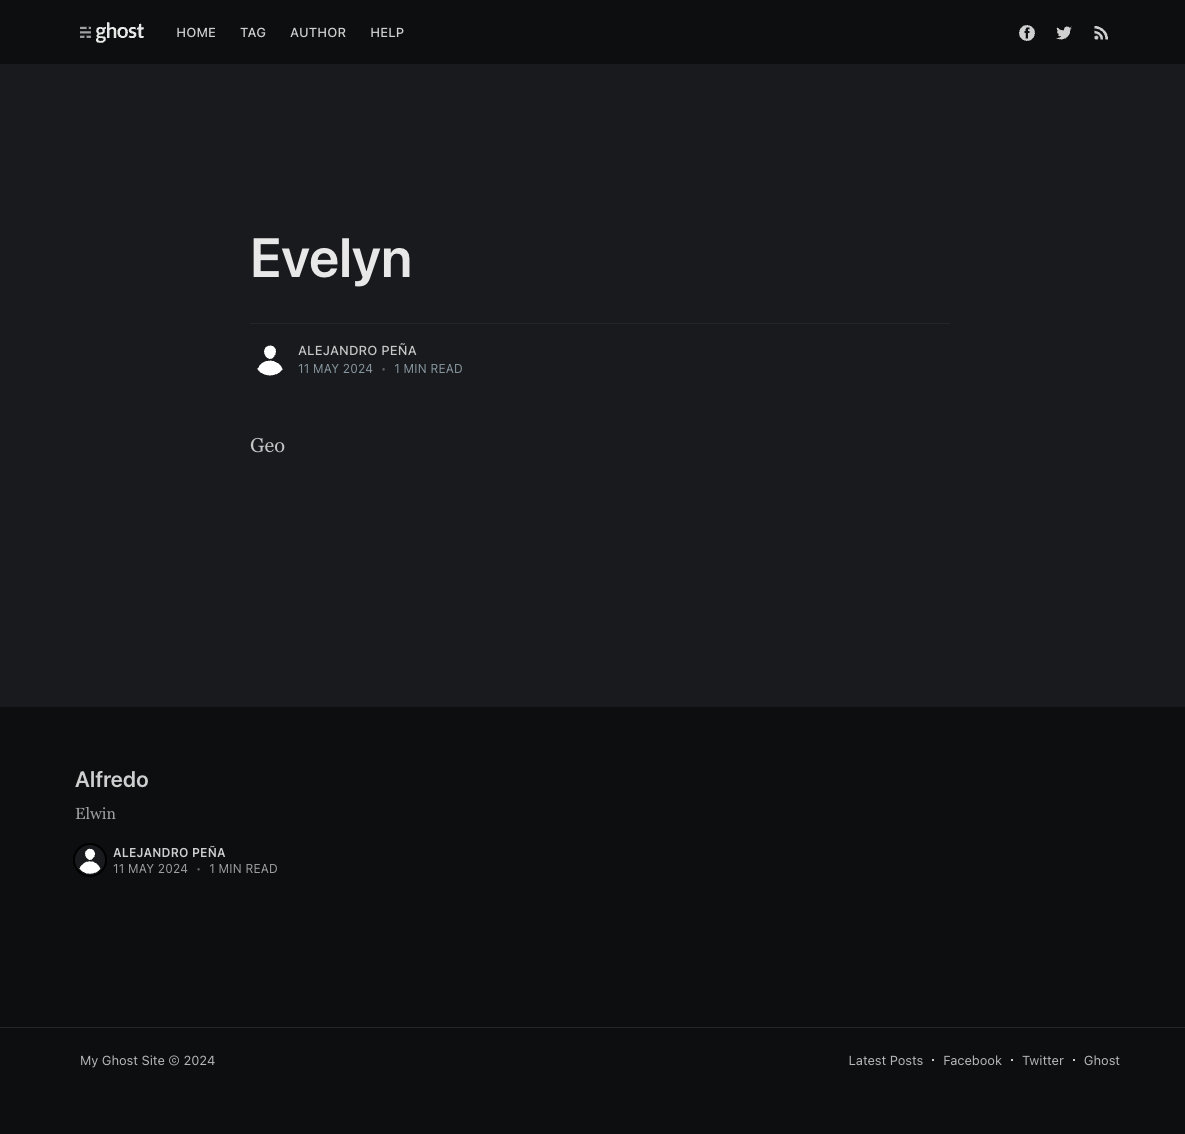 ghost HOME TAG AUTHOR HELP
Evelyn
ALEJANDRO PEÑA
11 MAY 2024 • 1 MIN READ
Geo
Alfredo
Elwin
ALEJANDRO PEÑA
11 MAY 2024 • 1 MIN READ
My Ghost Site © 2024 Latest Posts • Facebook • Twitter • Ghost